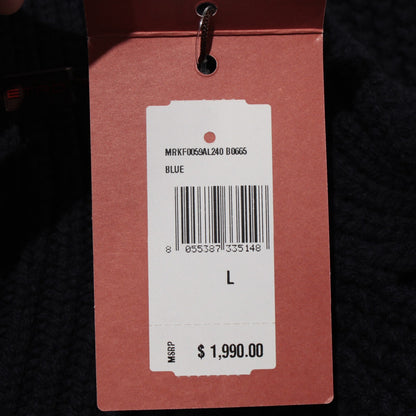 MRKF0059AL240 B0665
BLUE
8 055387 335148
L
MSRP $ 1,990.00